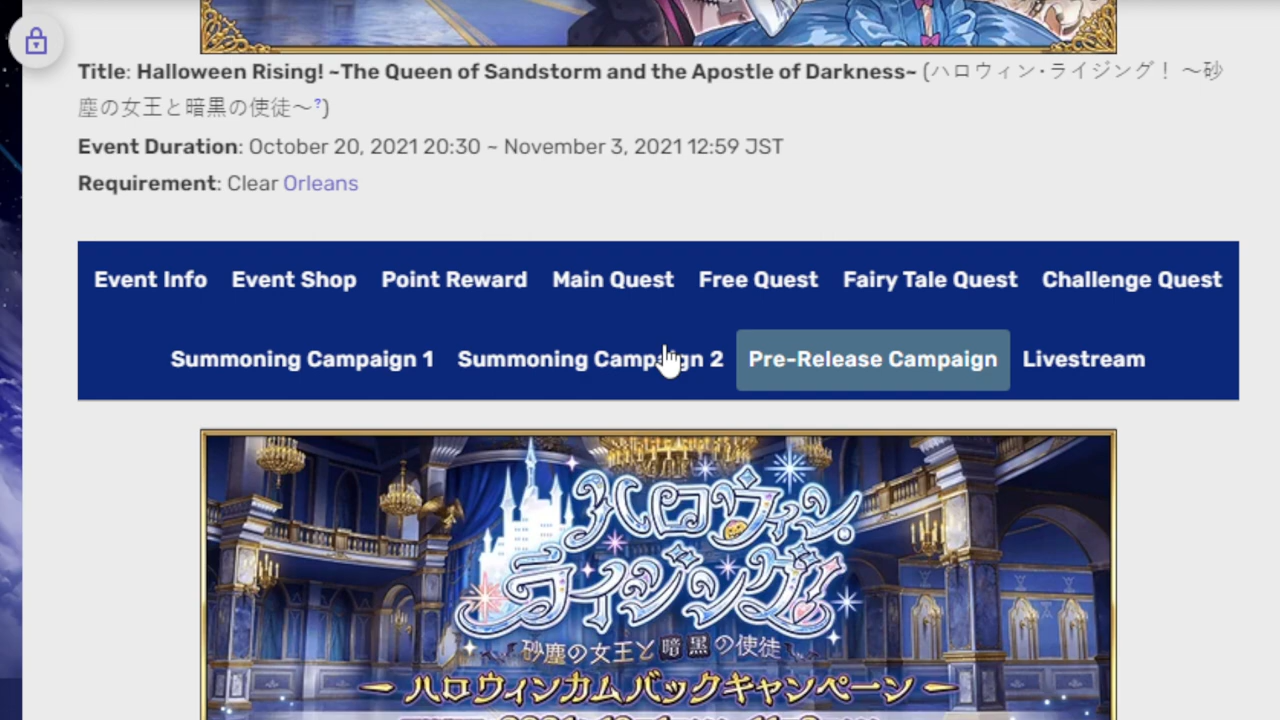 Title: Halloween Rising! ~The Queen of Sandstorm and the Apostle of Darkness~ (ハロウィン·ライジング！ ～砂
塵の女王と暗黒の使徒～?)
Event Duration: October 20, 2021 20:30 ~ November 3, 2021 12:59 JST
Requirement: Clear Orleans
Event Info Event Shop Point Reward Main Quest Free Quest Fairy Tale Quest Challenge Quest
Summoning Campaign 1 Summoning Campaign 2 Pre-Release Campaign Livestream
ハロウィン・
ライジング!
砂塵の女王と暗黒の使徒
ハロウィンカムバックキャンペーン